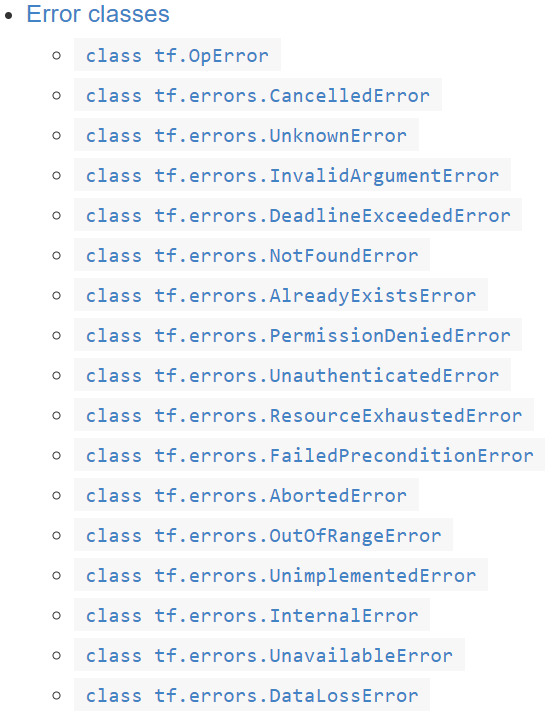 Error classes
class tf.OpError
class tf.errors.CancelledError
class tf.errors.UnknownError
class tf.errors.InvalidArgumentError
class tf.errors.DeadlineExceededError
class tf.errors.NotFoundError
class tf.errors.AlreadyExistsError
class tf.errors.PermissionDeniedError
class tf.errors.UnauthenticatedError
class tf.errors.ResourceExhaustedError
class tf.errors.FailedPreconditionError
class tf.errors.AbortedError
class tf.errors.OutOfRangeError
class tf.errors.UnimplementedError
class tf.errors.InternalError
class tf.errors.UnavailableError
class tf.errors.DataLossError